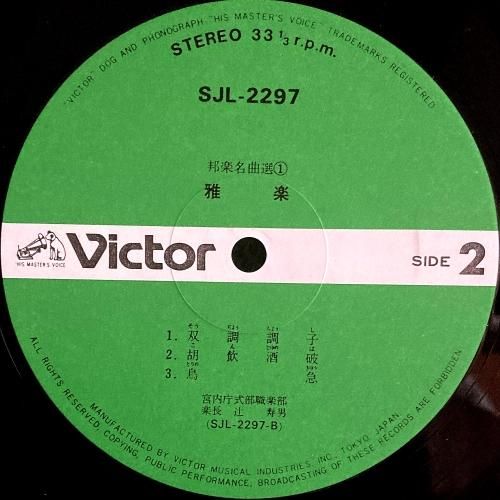 "VICTOR" DOG AND PHONOGRAPH "HIS MASTER'S VOICE" TRADEMARKS REGISTERED
STEREO 33 1/3 r.p.m.
SJL-2297
邦楽名曲選①
雅楽
"HIS MASTER'S VOICE"
Victor
SIDE 2
1. 双調調子
2. 胡飲酒破
3. 鳥急
宮内庁式部職楽部
楽長 辻 寿男
(SJL-2297-B)
MANUFACTURED BY VICTOR MUSICAL INDUSTRIES, INC., TOKYO, JAPAN
ALL RIGHTS RESERVED. COPYING, PUBLIC PERFORMANCE, BROADCASTING OF THESE RECORDS ARE FORBIDDEN